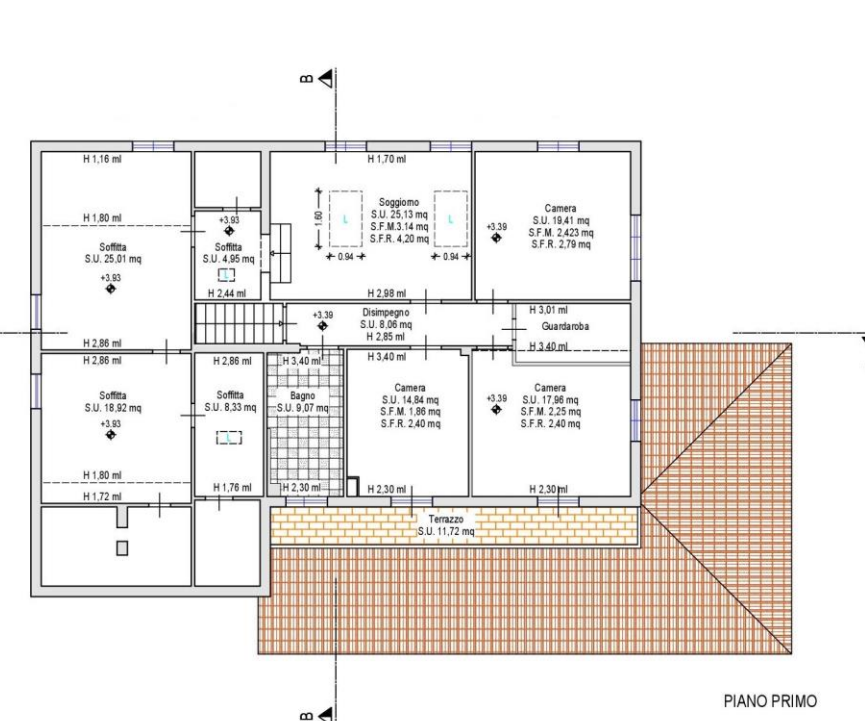 B
H 1,16 ml
H 1,80 ml
Soffitta
S.U. 25,01 mq
+3.93
H 2,86 ml
+3.93
Soffitta
S.U. 4,95 mq
L
H 2,44 ml
H 1,70 ml
1.60
L
Soggiorno
S.U. 25,13 mq
S.F.M.3.14 mq
S.F.R. 4,20 mq
L
0.94
0.94
H 2,98 ml
Camera
S.U. 19,41 mq
S.F.M. 2,423 mq
S.F.R. 2,79 mq
+3.39
+3.39
Disimpegno
S.U. 8,06 mq
H 2,85 ml
H 3,01 ml
Guardaroba
H 3,40 ml
H 2,86 ml
Soffitta
S.U. 18,92 mq
+3.93
H 1,80 ml
H 1,72 ml
H 2,86 ml
Soffitta
S.U. 8,33 mq
L
H 1,76 ml
H 3,40 ml
Bagno
S.U. 9,07 mq
H 2,30 ml
H 3,40 ml
Camera
S.U. 14,84 mq
S.F.M. 1,86 mq
S.F.R. 2,40 mq
H 2,30 ml
+3.39
Camera
S.U. 17,96 mq
S.F.M. 2,25 mq
S.F.R. 2,40 mq
H 2,30 ml
Terrazzo
S.U. 11,72 mq
B
PIANO PRIMO